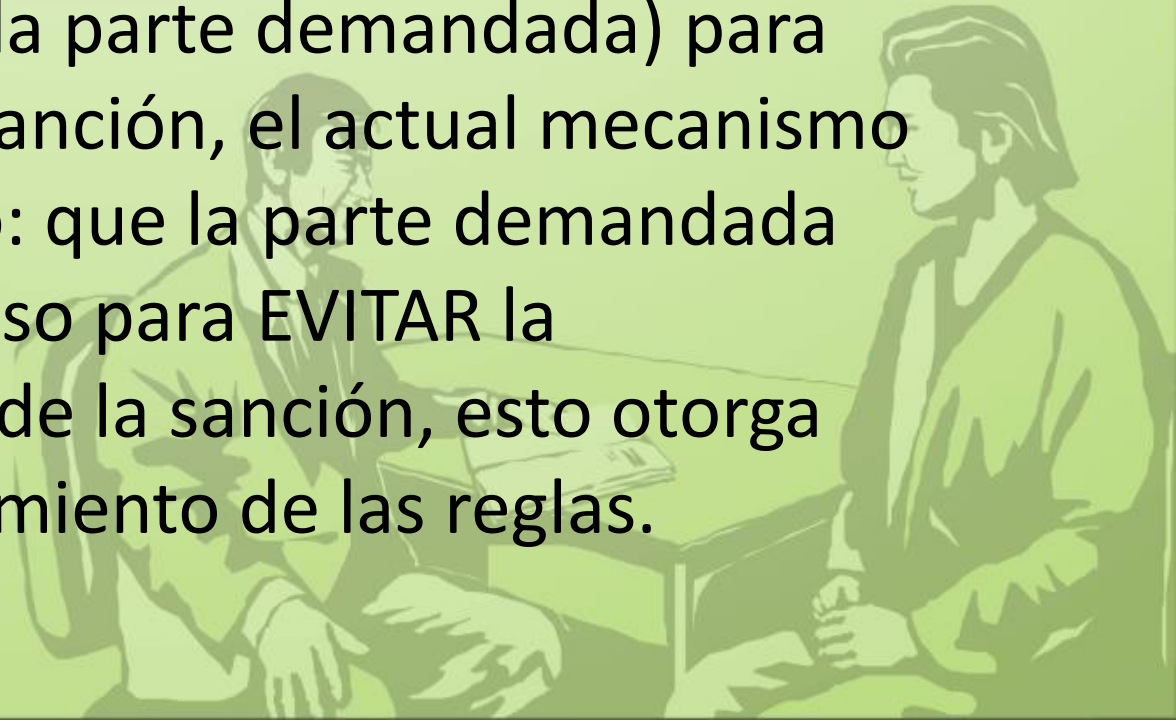 la parte demandada) para
anción, el actual mecanismo
: que la parte demandada
so para EVITAR la
de la sanción, esto otorga
miento de las reglas.